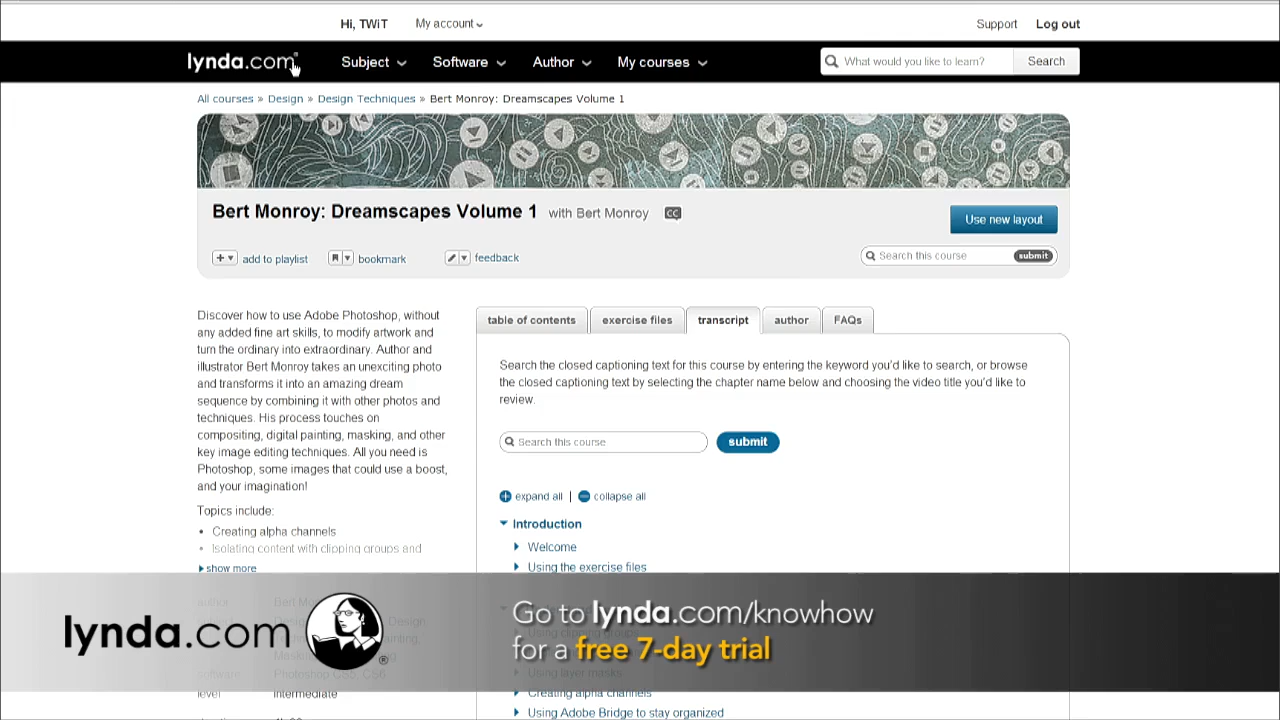 Hi, TWiT My account Support Log out
lynda.com Subject Software Author My courses What would you like to learn? Search
All courses » Design » Design Techniques » Bert Monroy: Dreamscapes Volume 1
Bert Monroy: Dreamscapes Volume 1 with Bert Monroy CC
Use new layout
add to playlist bookmark feedback Search this course submit
Discover how to use Adobe Photoshop, without
any added fine art skills, to modify artwork and
turn the ordinary into extraordinary. Author and
illustrator Bert Monroy takes an unexciting photo
and transforms it into an amazing dream
sequence by combining it with other photos and
techniques. His process touches on
compositing, digital painting, masking, and other
key image editing techniques. All you need is
Photoshop, some images that could use a boost,
and your imagination!
Topics include:
• Creating alpha channels
• Isolating content with clipping groups and
show more
author Bert
software Photoshop CS5, CS6
level Intermediate
table of contents exercise files transcript author FAQs
Search the closed captioning text for this course by entering the keyword you'd like to search, or browse
the closed captioning text by selecting the chapter name below and choosing the video title you'd like to
review.
Search this course submit
expand all | collapse all
Introduction
Welcome
Using the exercise files
Using clipping groups
Using layer masks
Creating alpha channels
Using Adobe Bridge to stay organized
lynda.com ®
Go to lynda.com/knowhow
for a free 7-day trial